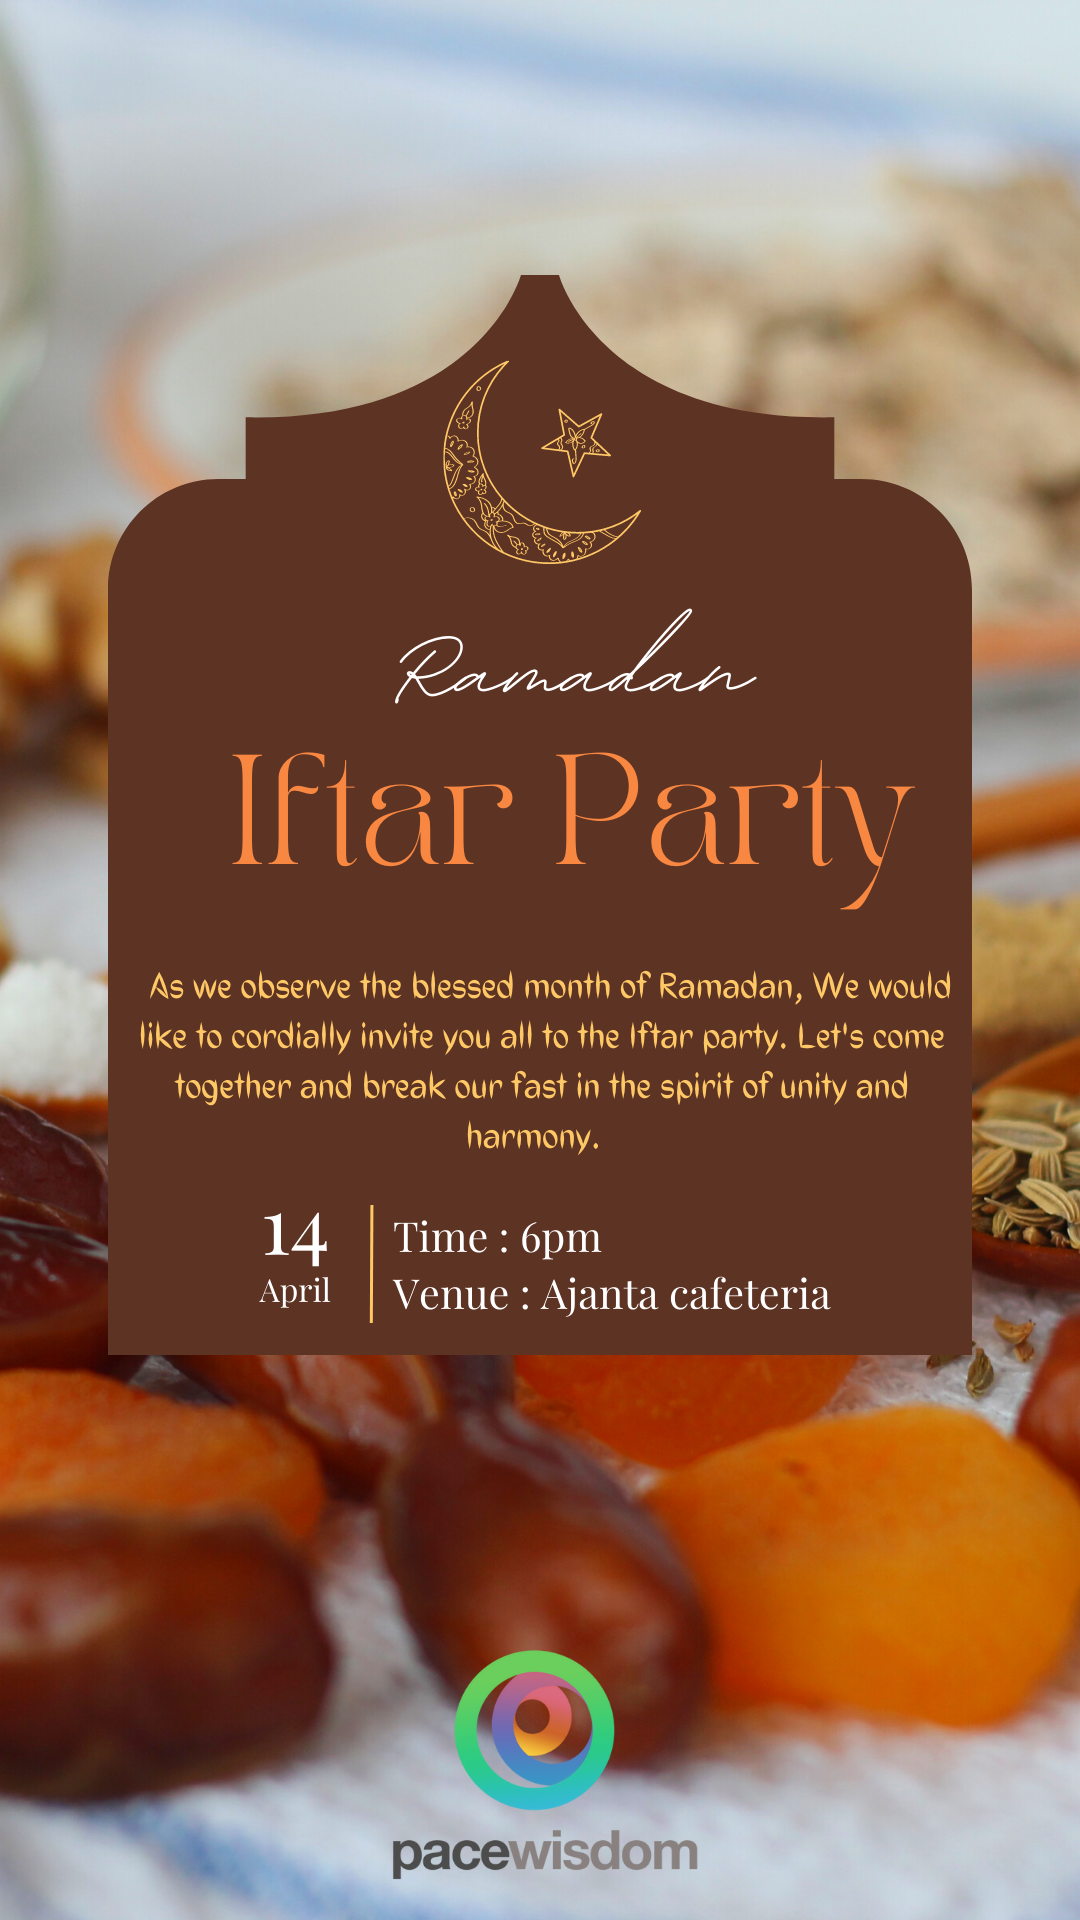 Ramadan
Iftar Party
As we observe the blessed month of Ramadan, We would
like to cordially invite you all to the Iftar party. Let's come
together and break our fast in the spirit of unity and
harmony.
14
April
Time : 6pm
Venue : Ajanta cafeteria
pacewisdom